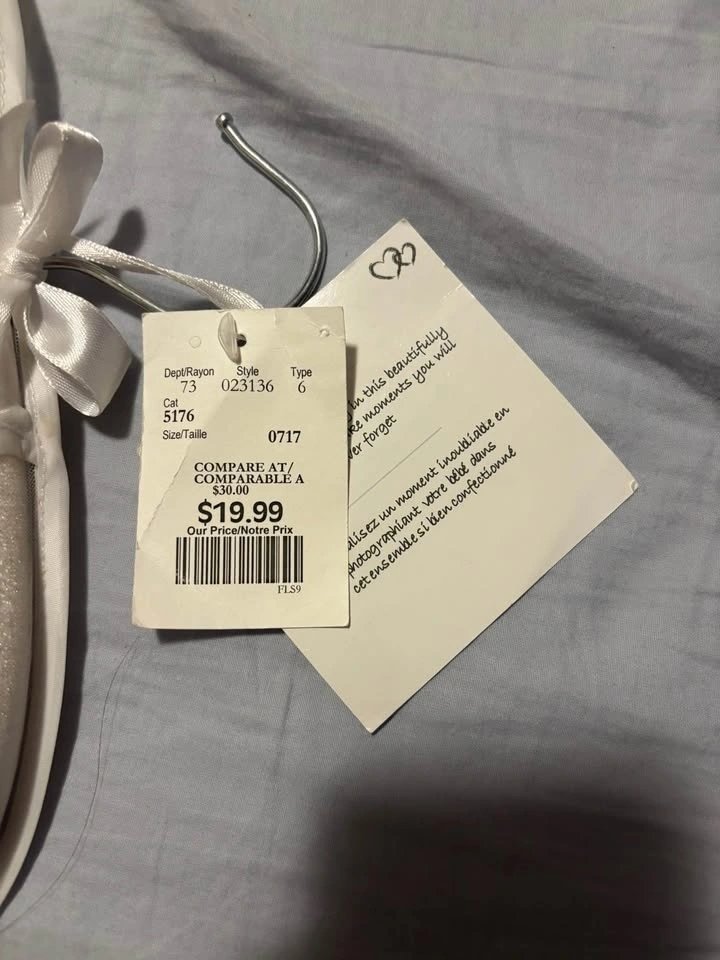 Dept/Rayon Style Type
73 023136 6
Cat
5176
Size/Taille 0717
COMPARE AT/
COMPARABLE A
$30.00
$19.99
Our Price/Notre Prix
FLS9
in this beautifully
moments you will
forget
un moment inoubliable en
photographiant votre bébé dans
cet ensemble si bien confectionné